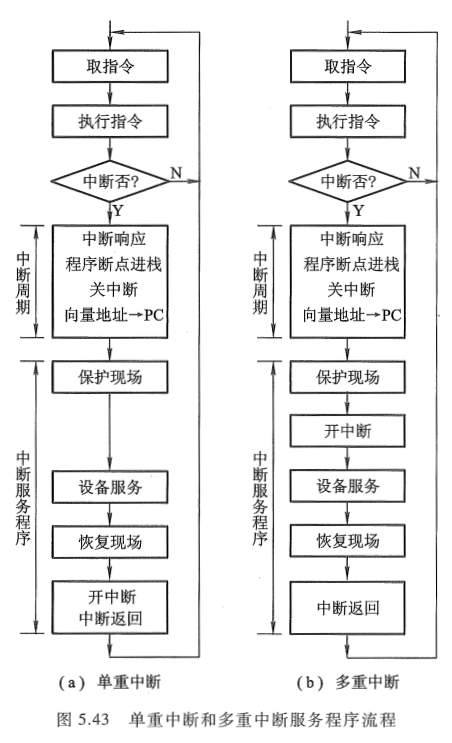 取指令
执行指令
中断否?
N
Y
中断周期
中断响应
程序断点进栈
关中断
向量地址→PC
中断服务程序
保护现场
设备服务
恢复现场
开中断
中断返回
(a) 单重中断
取指令
执行指令
中断否?
N
Y
中断周期
中断响应
程序断点进栈
关中断
向量地址→PC
中断服务程序
保护现场
开中断
设备服务
恢复现场
中断返回
(b) 多重中断
图 5.43 单重中断和多重中断服务程序流程